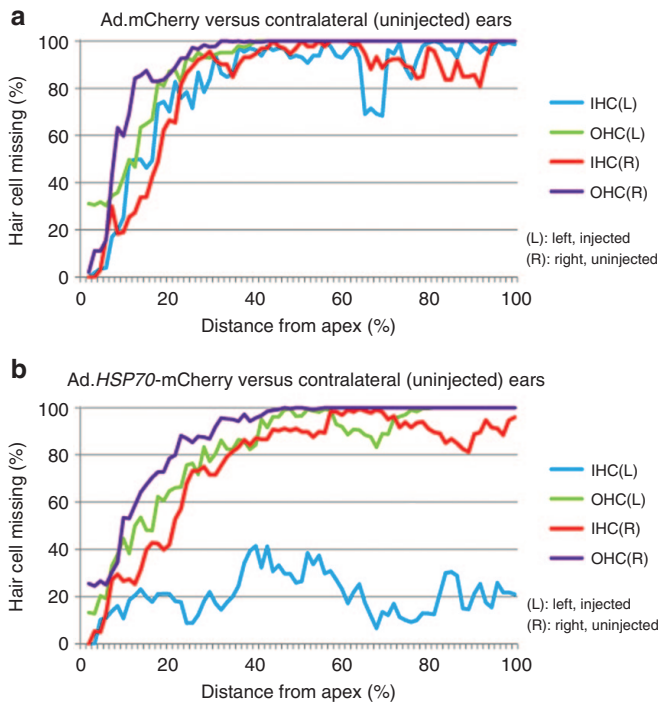 a
Ad.mCherry versus contralateral (uninjected) ears
100
80
60
40
20
0
Hair cell missing (%)
0 20 40 60 80 100
Distance from apex (%)
IHC(L)
OHC(L)
IHC(R)
OHC(R)
(L): left, injected
(R): right, uninjected
b
Ad.HSP70-mCherry versus contralateral (uninjected) ears
100
80
60
40
20
0
Hair cell missing (%)
0 20 40 60 80 100
Distance from apex (%)
IHC(L)
OHC(L)
IHC(R)
OHC(R)
(L): left, injected
(R): right, uninjected